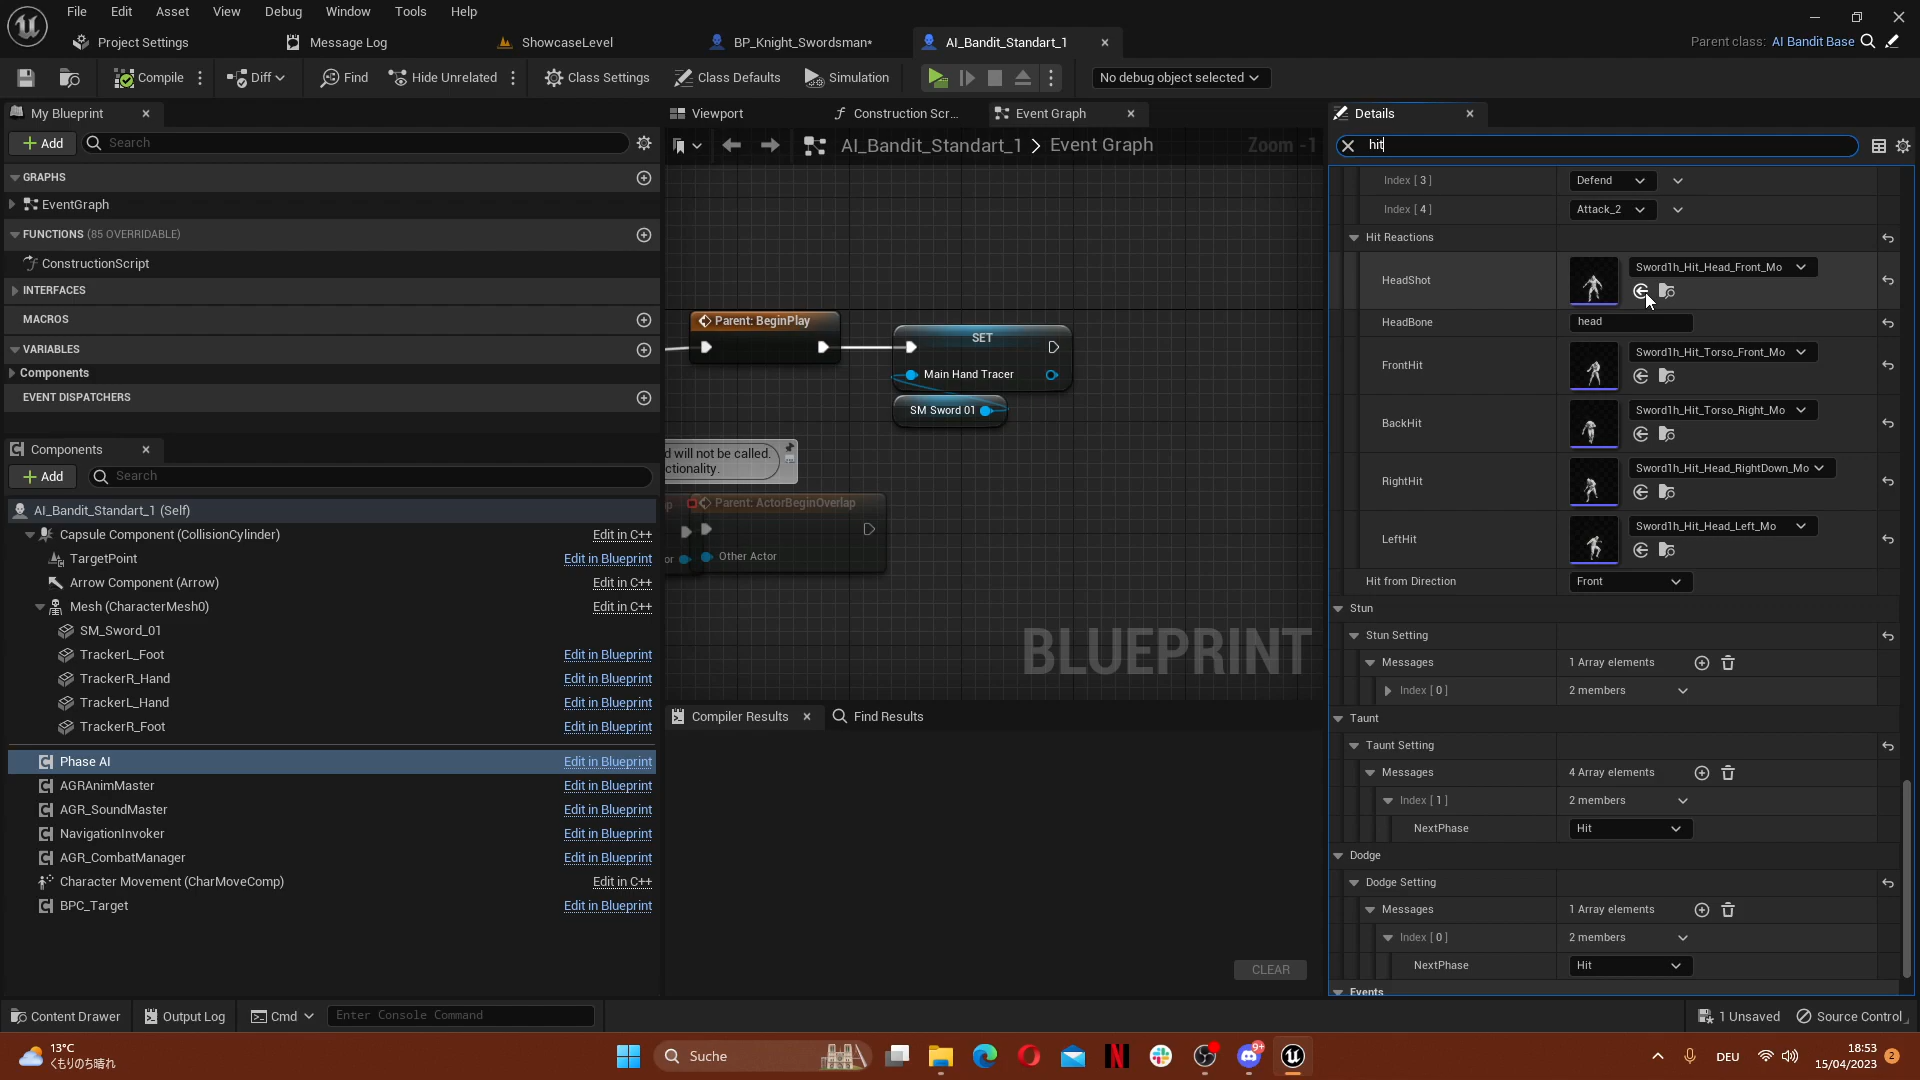 File Edit Asset View Debug Window Tools Help
Project Settings Message Log ShowcaseLevel BP_Knight_Swordsman* AI_Bandit_Standart_1
Parent class: AI Bandit Base
Compile Diff Find Hide Unrelated Class Settings Class Defaults Simulation No debug object selected
My Blueprint
Add Search
GRAPHS
EventGraph
FUNCTIONS (85 OVERRIDABLE)
ConstructionScript
INTERFACES
MACROS
VARIABLES
Components
EVENT DISPATCHERS
Components
Add Search
AI_Bandit_Standart_1 (Self)
Capsule Component (CollisionCylinder) Edit in C++
TargetPoint Edit in Blueprint
Arrow Component (Arrow) Edit in C++
Mesh (CharacterMesh0) Edit in C++
SM_Sword_01
TrackerL_Foot Edit in Blueprint
TrackerR_Hand Edit in Blueprint
TrackerL_Hand Edit in Blueprint
TrackerR_Foot Edit in Blueprint
Phase AI Edit in Blueprint
AGRAnimMaster Edit in Blueprint
AGR_SoundMaster Edit in Blueprint
NavigationInvoker Edit in Blueprint
AGR_CombatManager Edit in Blueprint
Character Movement (CharMoveComp) Edit in C++
BPC_Target Edit in Blueprint
Viewport Construction Scr... Event Graph
AI_Bandit_Standart_1 > Event Graph Zoom -1
Parent: BeginPlay
SET
Main Hand Tracer
SM Sword 01
d will not be called.
ctionality.
Parent: ActorBeginOverlap
Other Actor
BLUEPRINT
Compiler Results Find Results
CLEAR
Details
hit
Index [ 3 ] Defend
Index [ 4 ] Attack_2
Hit Reactions
HeadShot Sword1h_Hit_Head_Front_Mo
HeadBone head
FrontHit Sword1h_Hit_Torso_Front_Mo
BackHit Sword1h_Hit_Torso_Right_Mo
RightHit Sword1h_Hit_Head_RightDown_Mo
LeftHit Sword1h_Hit_Head_Left_Mo
Hit from Direction Front
Stun
Stun Setting
Messages 1 Array elements
Index [ 0 ] 2 members
Taunt
Taunt Setting
Messages 4 Array elements
Index [ 1 ] 2 members
NextPhase Hit
Dodge
Dodge Setting
Messages 1 Array elements
Index [ 0 ] 2 members
NextPhase Hit
Events
Content Drawer Output Log Cmd Enter Console Command 1 Unsaved Source Control
13°C
くもりのち晴れ
Suche
9+
DEU
18:53
15/04/2023
2